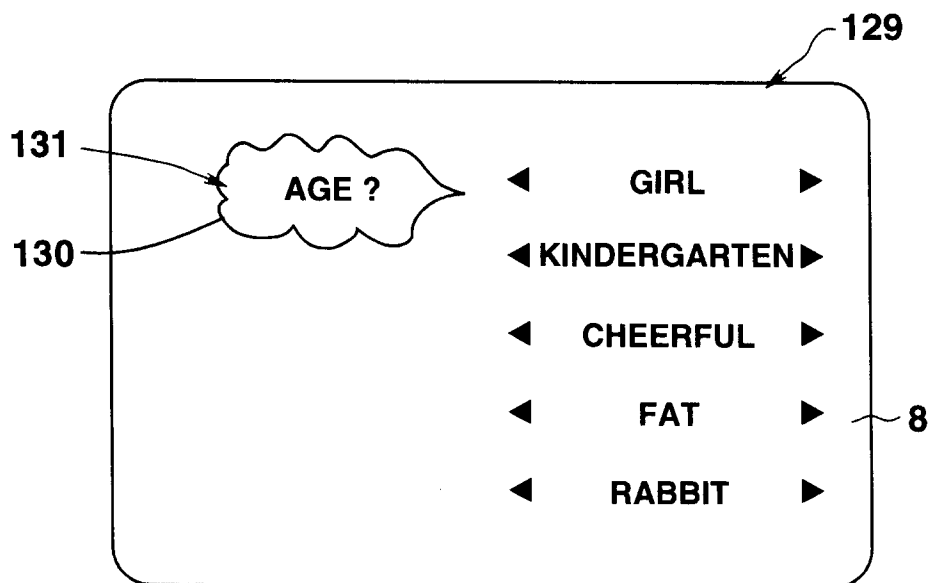 129
131
AGE ?
130
◀ GIRL ▶
◀ KINDERGARTEN ▶
◀ CHEERFUL ▶
◀ FAT ▶
8
◀ RABBIT ▶